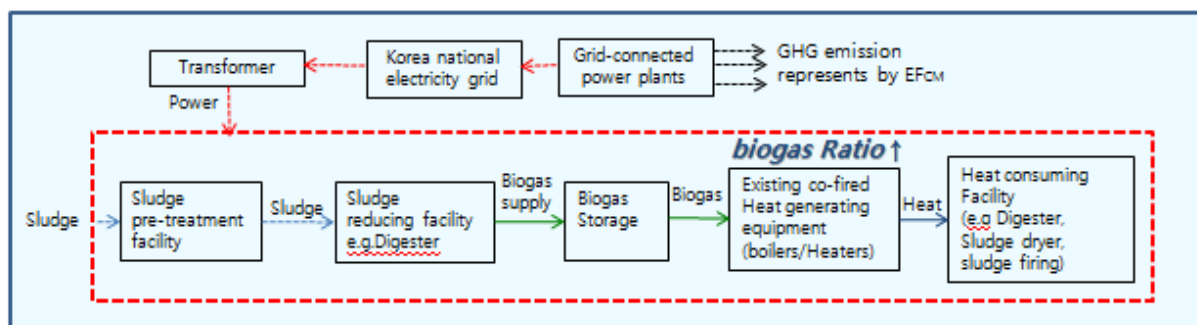 Transformer
Korea national
electricity grid
Grid-connected
power plants
GHG emission
represents by EFCM
Power
biogas Ratio ↑
Sludge
Sludge
pre-treatment
facility
Sludge
Sludge
reducing facility
e.g.Digester
Biogas
supply
Biogas
Storage
Biogas
Existing co-fired
Heat generating
equipment
(boilers/Heaters)
Heat
Heat consuming
Facility
(e.g Digester,
Sludge dryer,
sludge firing)